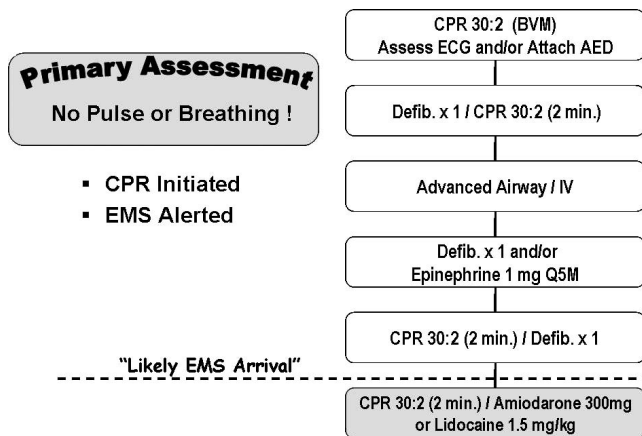 Primary Assessment
No Pulse or Breathing !
▪ CPR Initiated
▪ EMS Alerted
CPR 30:2 (BVM)
Assess ECG and/or Attach AED
Defib. x 1 / CPR 30:2 (2 min.)
Advanced Airway / IV
Defib. x 1 and/or
Epinephrine 1 mg Q5M
CPR 30:2 (2 min.) / Defib. x 1
"Likely EMS Arrival"
CPR 30:2 (2 min.) / Amiodarone 300mg
or Lidocaine 1.5 mg/kg